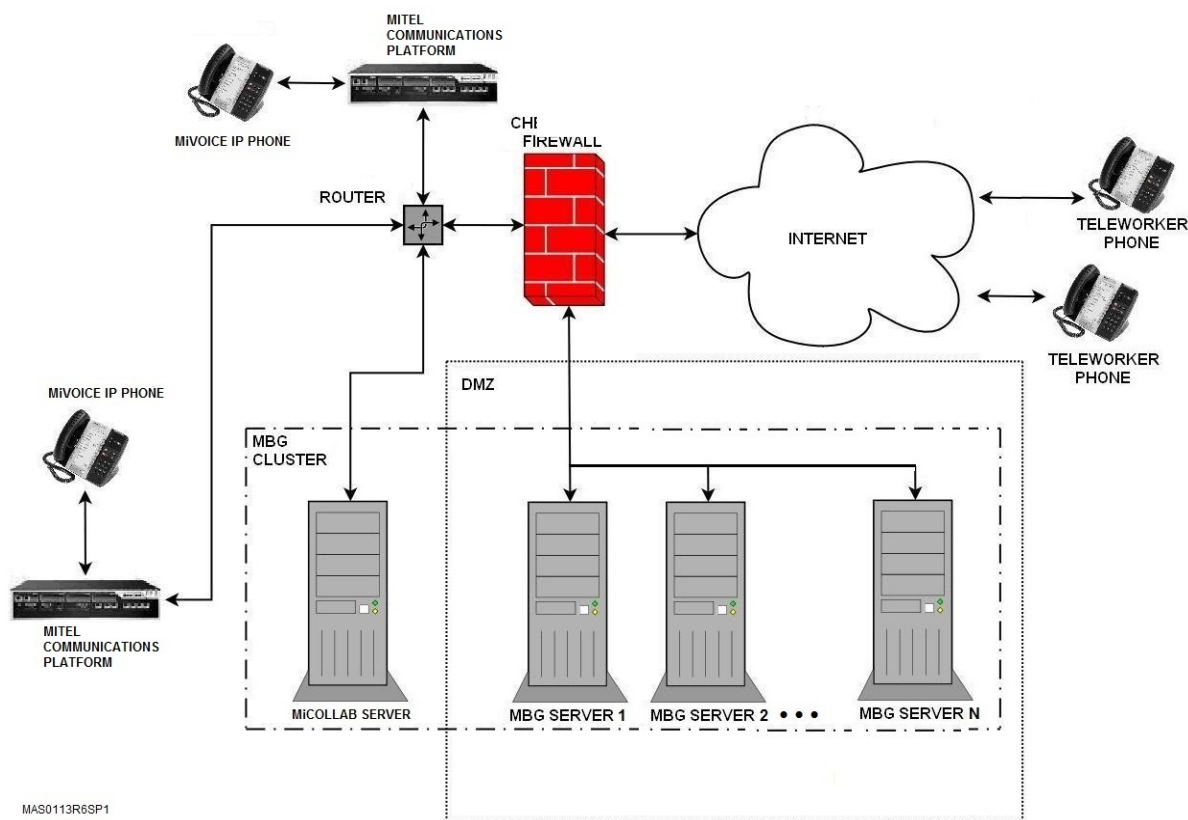 MITEL
COMMUNICATIONS
PLATFORM
MiVOICE IP PHONE
FIREWALL
ROUTER
INTERNET
TELEWORKER
PHONE
TELEWORKER
PHONE
DMZ
MiVOICE IP PHONE
MBG
CLUSTER
MITEL
COMMUNICATIONS
PLATFORM
MiCOLLAB SERVER
MBG SERVER 1
MBG SERVER 2
MBG SERVER N
MAS0113R6SP1